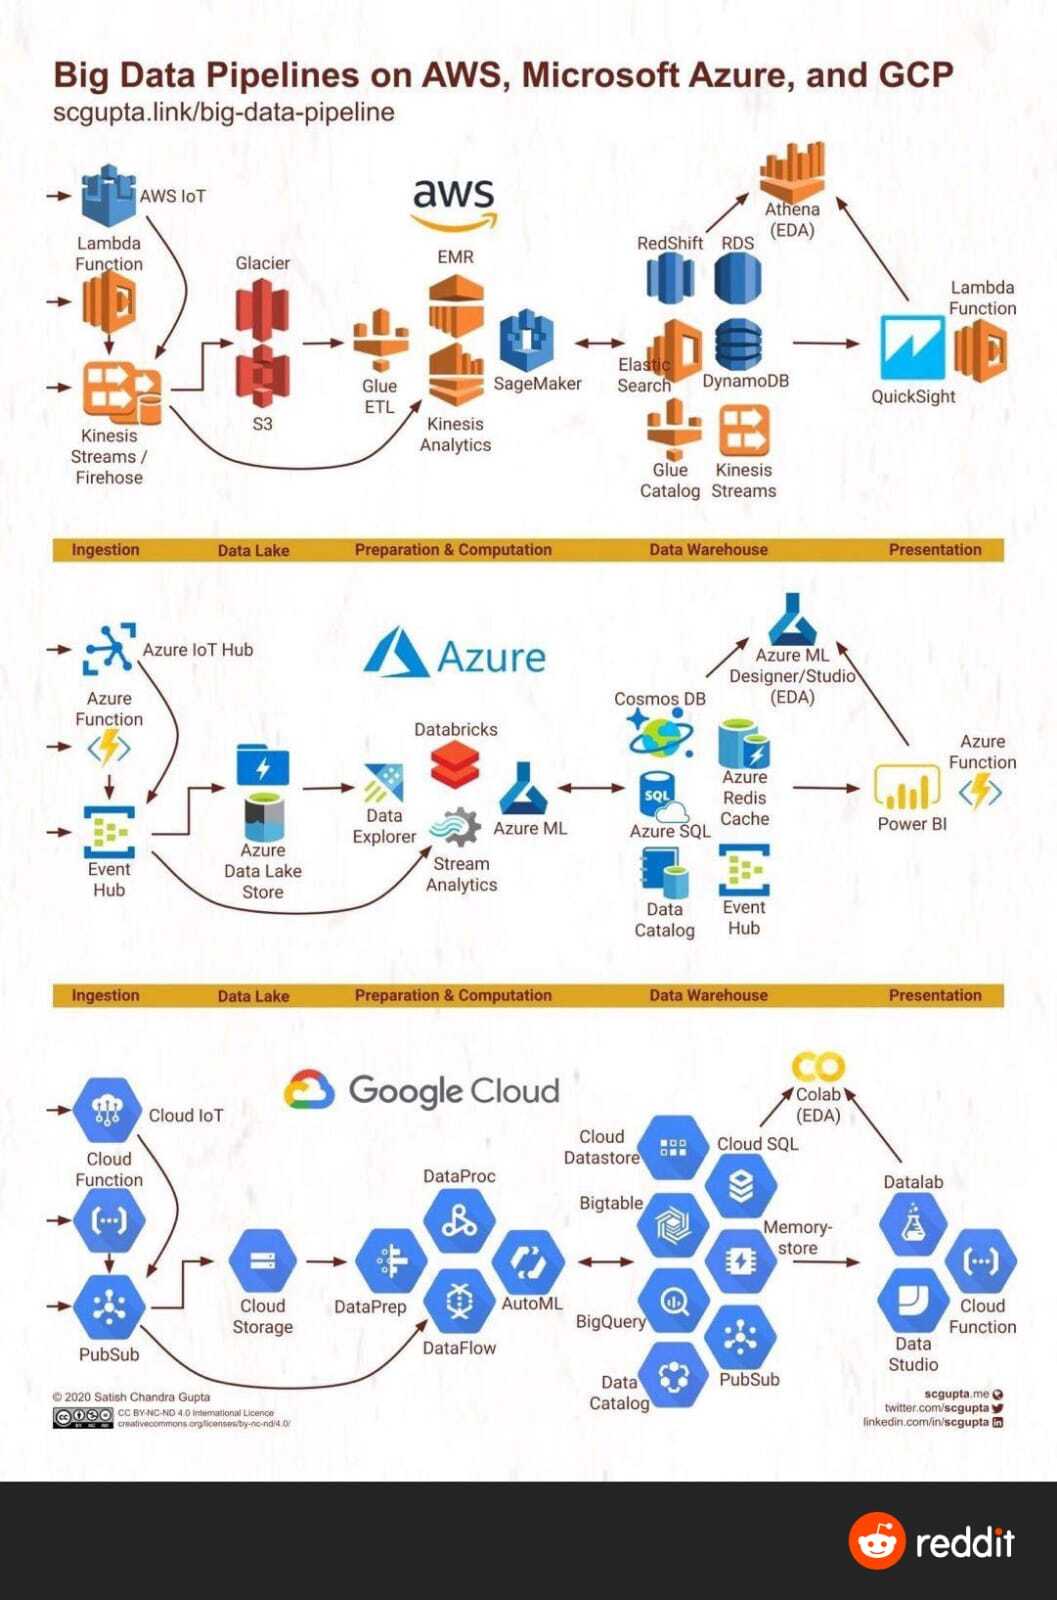 Big Data Pipelines on AWS, Microsoft Azure, and GCP
scgupta.link/big-data-pipeline
AWS IoT
Lambda
Function
Kinesis
Streams /
Firehose
Glacier
S3
aws
EMR
Glue
ETL
Kinesis
Analytics
SageMaker
Athena
(EDA)
RedShift
RDS
Elastic
Search
DynamoDB
Glue
Catalog
Kinesis
Streams
Lambda
Function
QuickSight
Ingestion
Data Lake
Preparation & Computation
Data Warehouse
Presentation
Azure IoT Hub
Azure
Function
Event
Hub
Azure
Data Lake
Store
Azure
Databricks
Data
Explorer
Stream
Analytics
Azure ML
Azure ML
Designer/Studio
(EDA)
Cosmos DB
Azure
Redis
Cache
SQL
Azure SQL
Data
Catalog
Event
Hub
Azure
Function
Power BI
Ingestion
Data Lake
Preparation & Computation
Data Warehouse
Presentation
Cloud IoT
Cloud
Function
PubSub
Cloud
Storage
Google Cloud
DataProc
DataPrep
AutoML
DataFlow
Colab
(EDA)
Cloud
Datastore
Cloud SQL
Bigtable
Memory-
store
BigQuery
PubSub
Data
Catalog
Datalab
Cloud
Function
Data
Studio
© 2020 Satish Chandra Gupta
CC BY-NC-ND 4.0 International Licence
creativecommons.org/licenses/by-nc-nd/4.0/
scgupta.me
twitter.com/scgupta
linkedin.com/in/scgupta
reddit